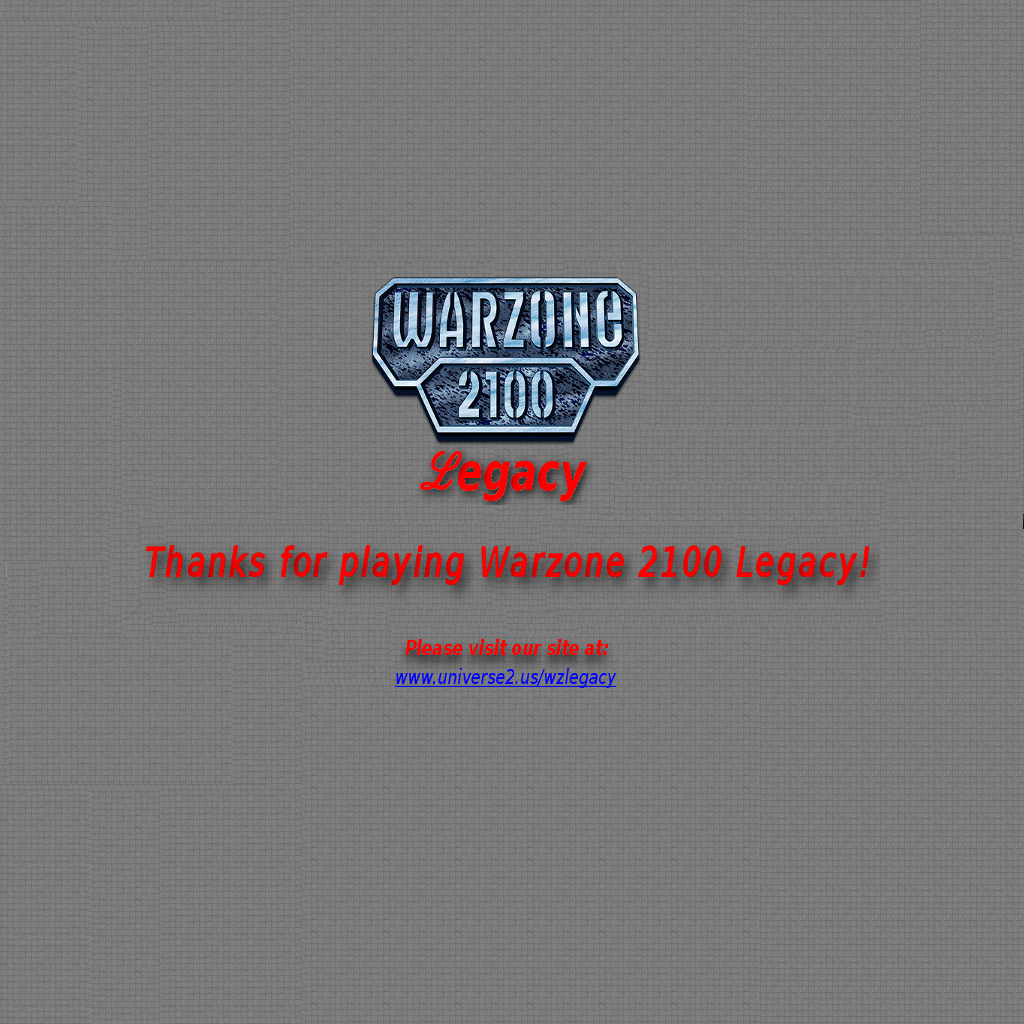 WARZONE
2100
Legacy
Thanks for playing Warzone 2100 Legacy!
Please visit our site at:
www.universe2.us/wzlegacy